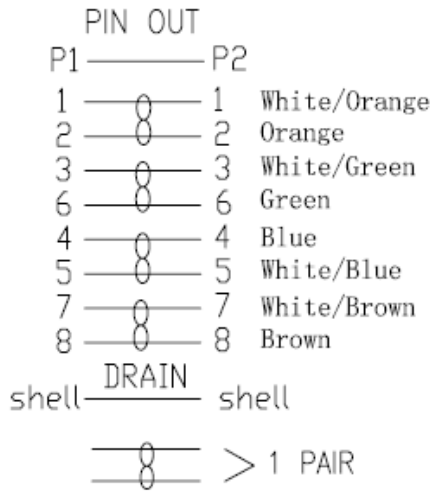 PIN OUT
P1 P2
1 1 White/Orange
2 2 Orange
3 3 White/Green
6 6 Green
4 4 Blue
5 5 White/Blue
7 7 White/Brown
8 8 Brown
DRAIN
shell shell
1 PAIR